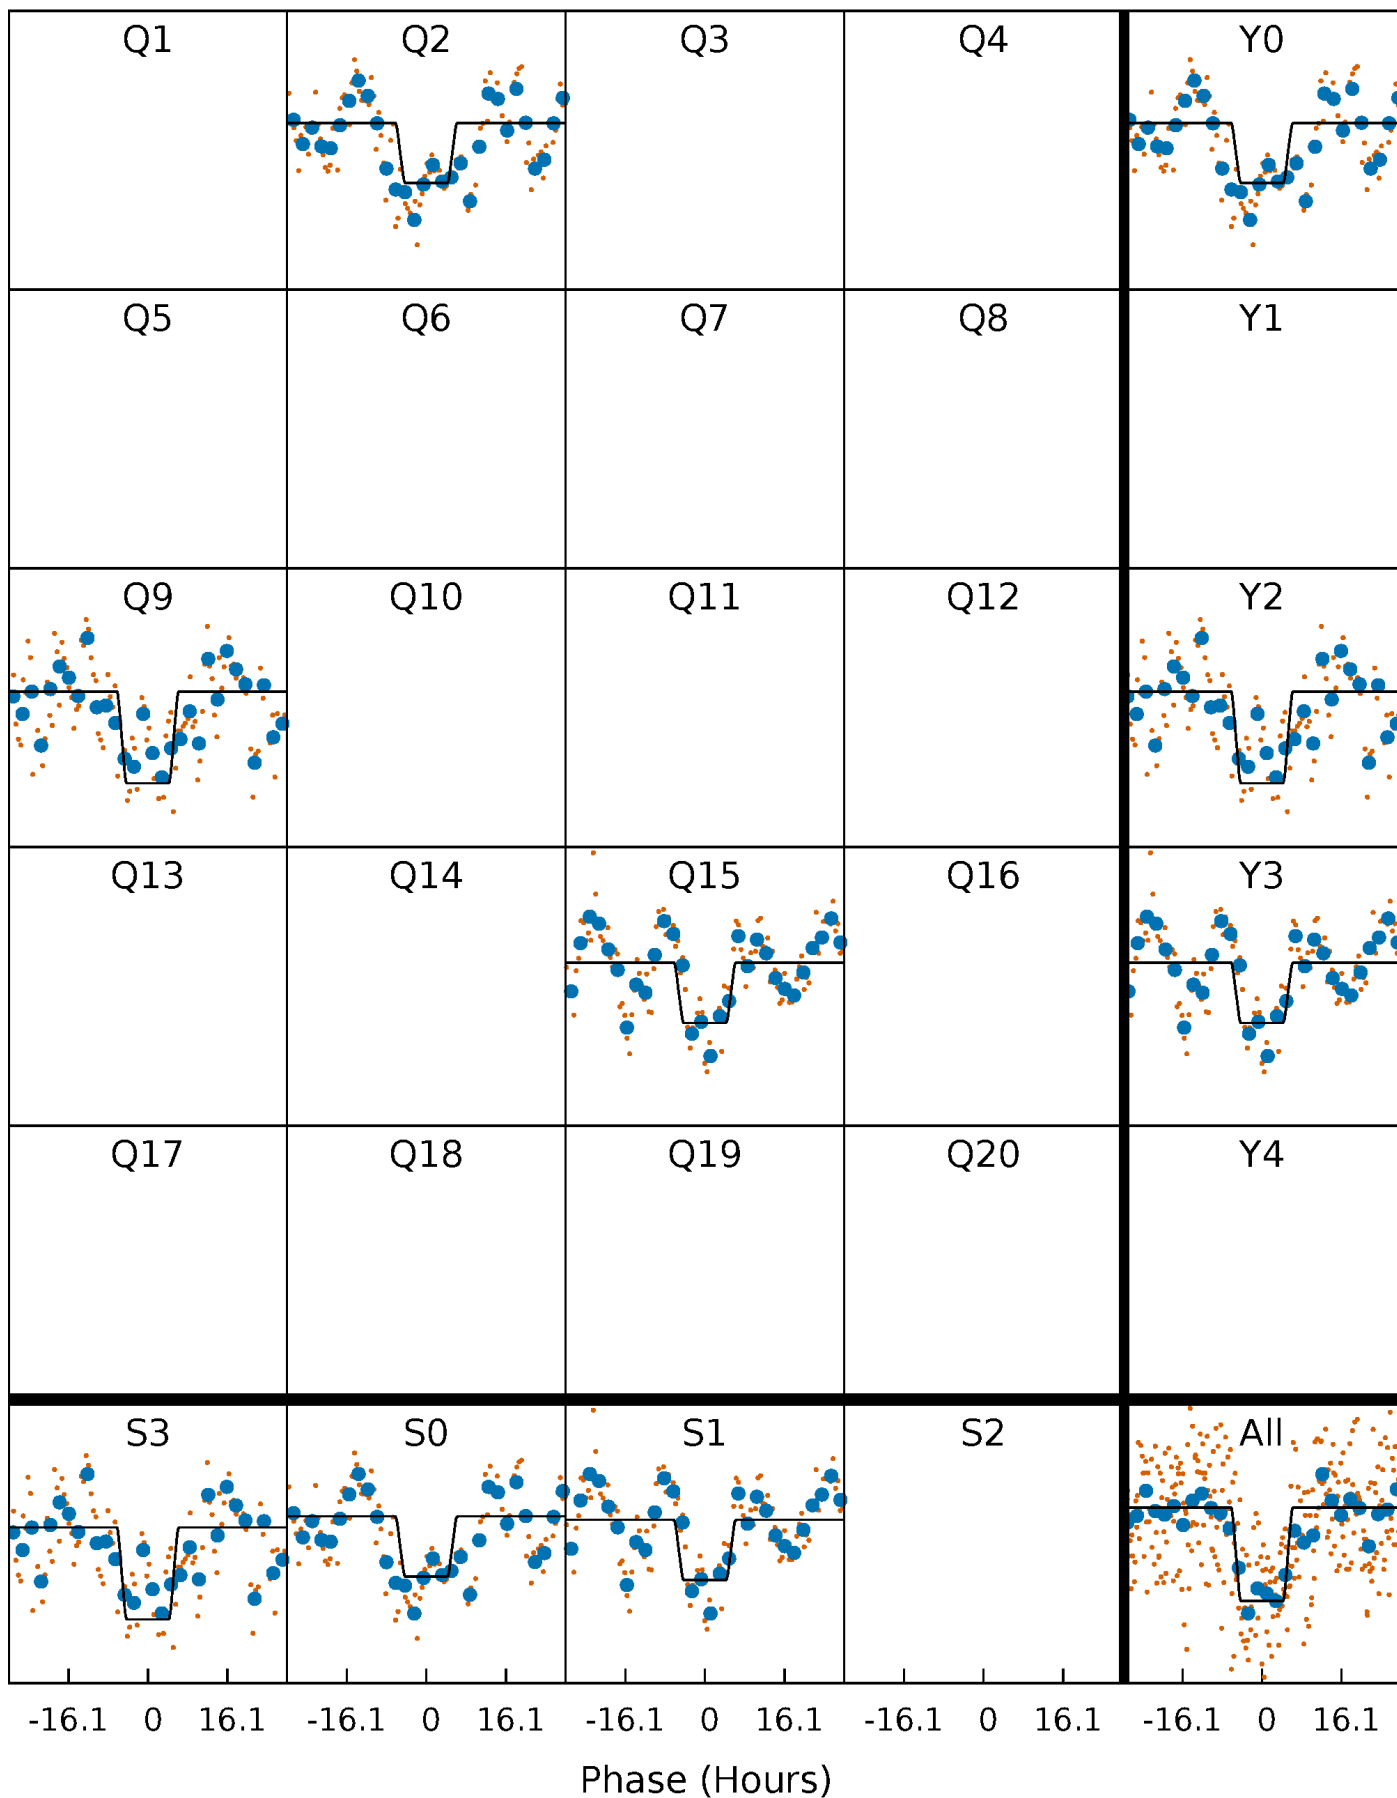 Q1 Q2 Q3 Q4 Y0
Q5 Q6 Q7 Q8 Y1
Q9 Q10 Q11 Q12 Y2
Q13 Q14 Q15 Q16 Y3
Q17 Q18 Q19 Q20 Y4
S3 S0 S1 S2 All
-16.1 0 16.1 -16.1 0 16.1 -16.1 0 16.1 -16.1 0 16.1 -16.1 0 16.1
Phase (Hours)